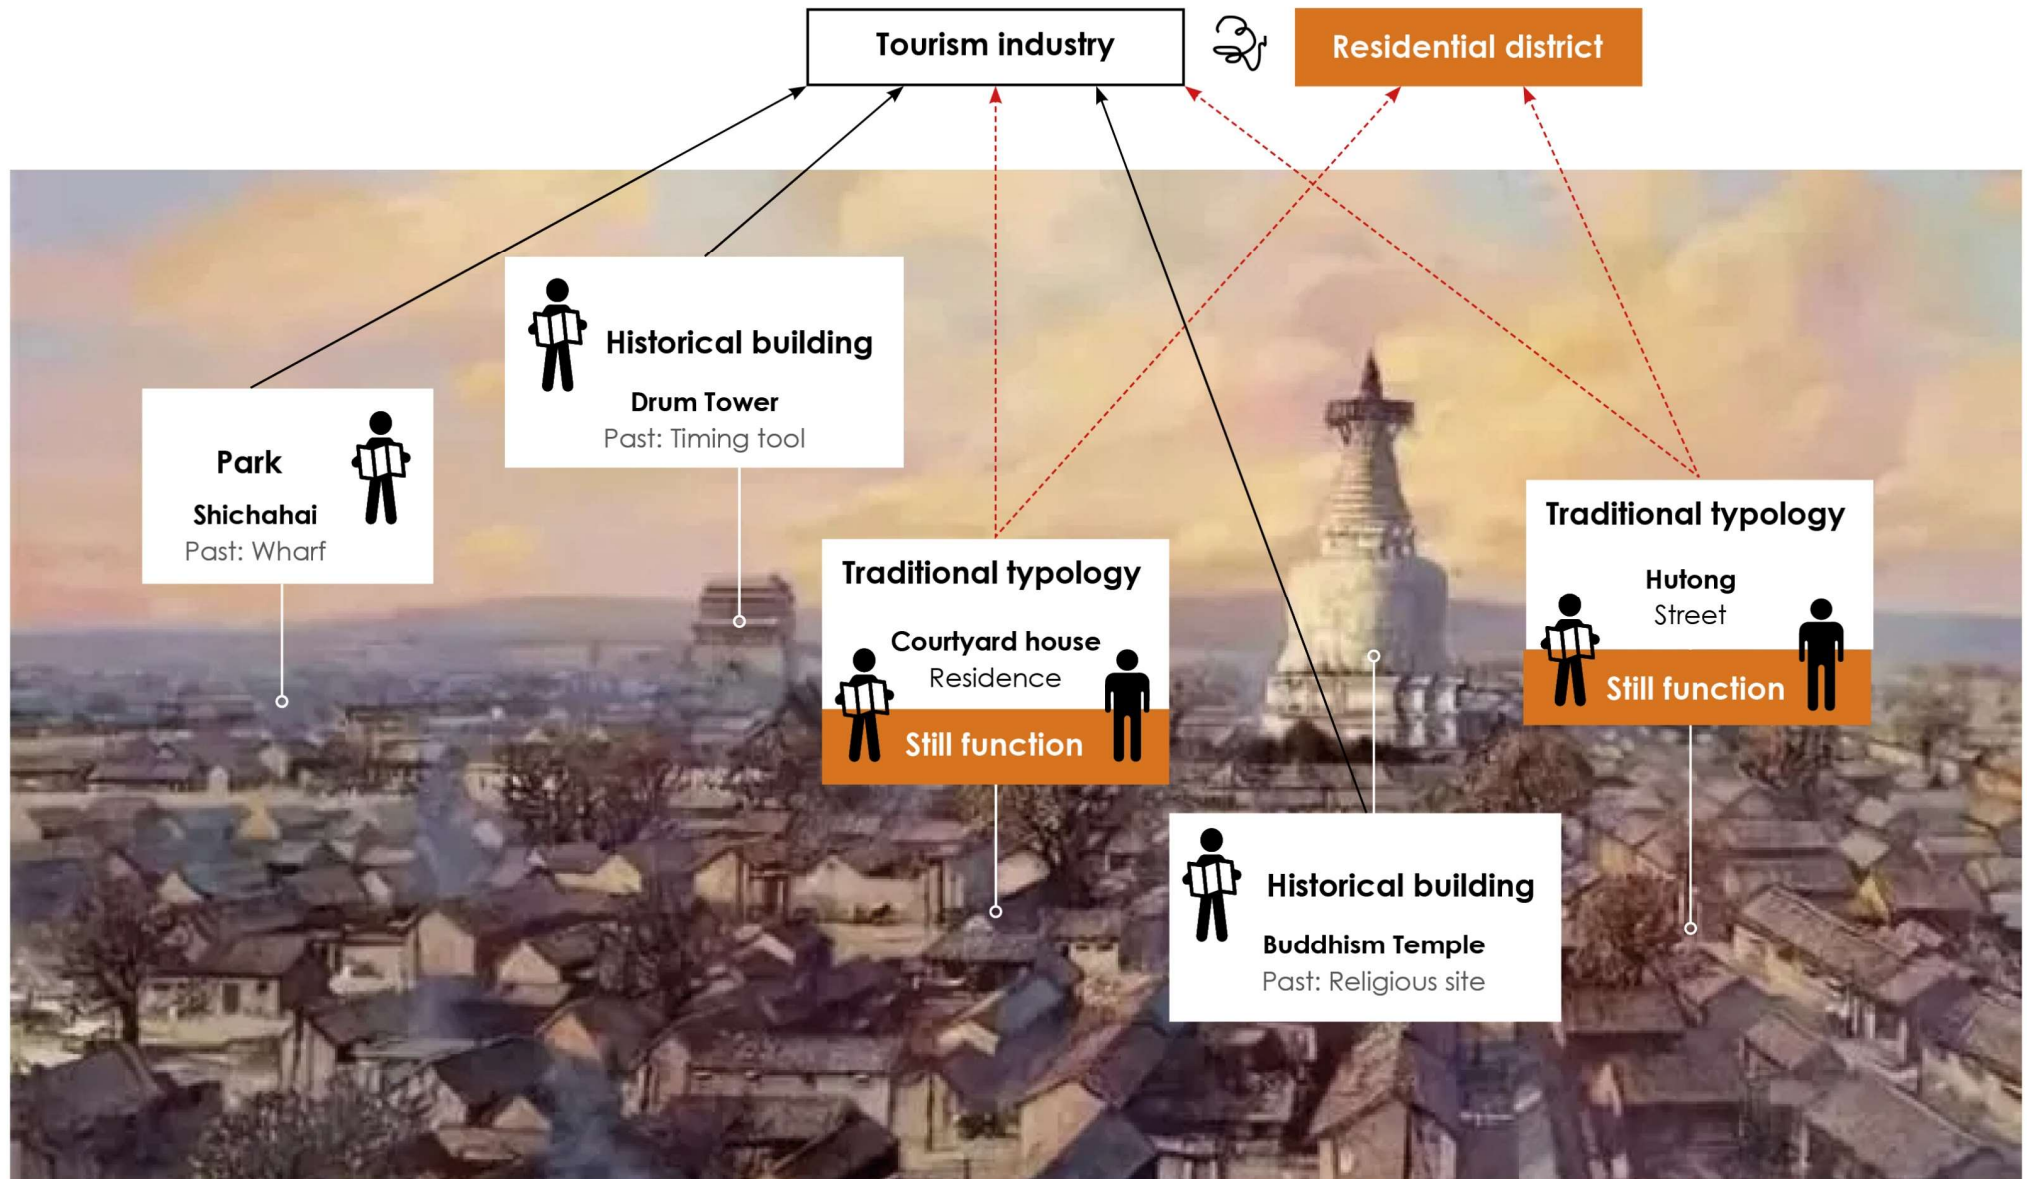 Tourism industry
Residential district
Historical building
Drum Tower
Past: Timing tool
Park
Shichahai
Past: Wharf
Traditional typology
Courtyard house
Residence
Still function
Traditional typology
Hutong
Street
Still function
Historical building
Buddhism Temple
Past: Religious site